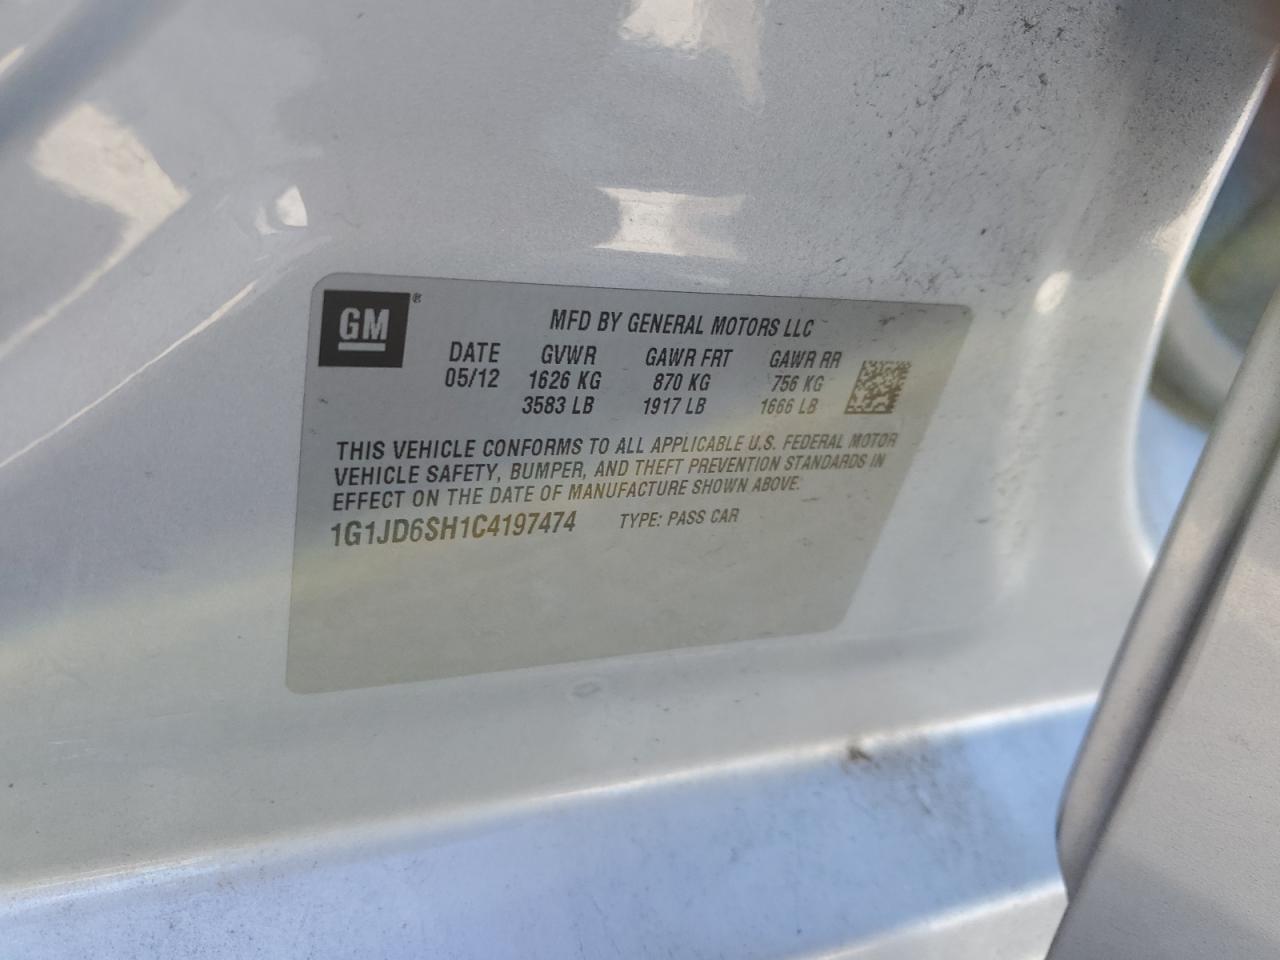 GM®
MFD BY GENERAL MOTORS LLC
DATE GVWR GAWR FRT GAWR RR
05/12 1626 KG 870 KG 756 KG
3583 LB 1917 LB 1666 LB
THIS VEHICLE CONFORMS TO ALL APPLICABLE U.S. FEDERAL MOTOR
VEHICLE SAFETY, BUMPER, AND THEFT PREVENTION STANDARDS IN
EFFECT ON THE DATE OF MANUFACTURE SHOWN ABOVE.
1G1JD6SH1C4197474 TYPE: PASS CAR